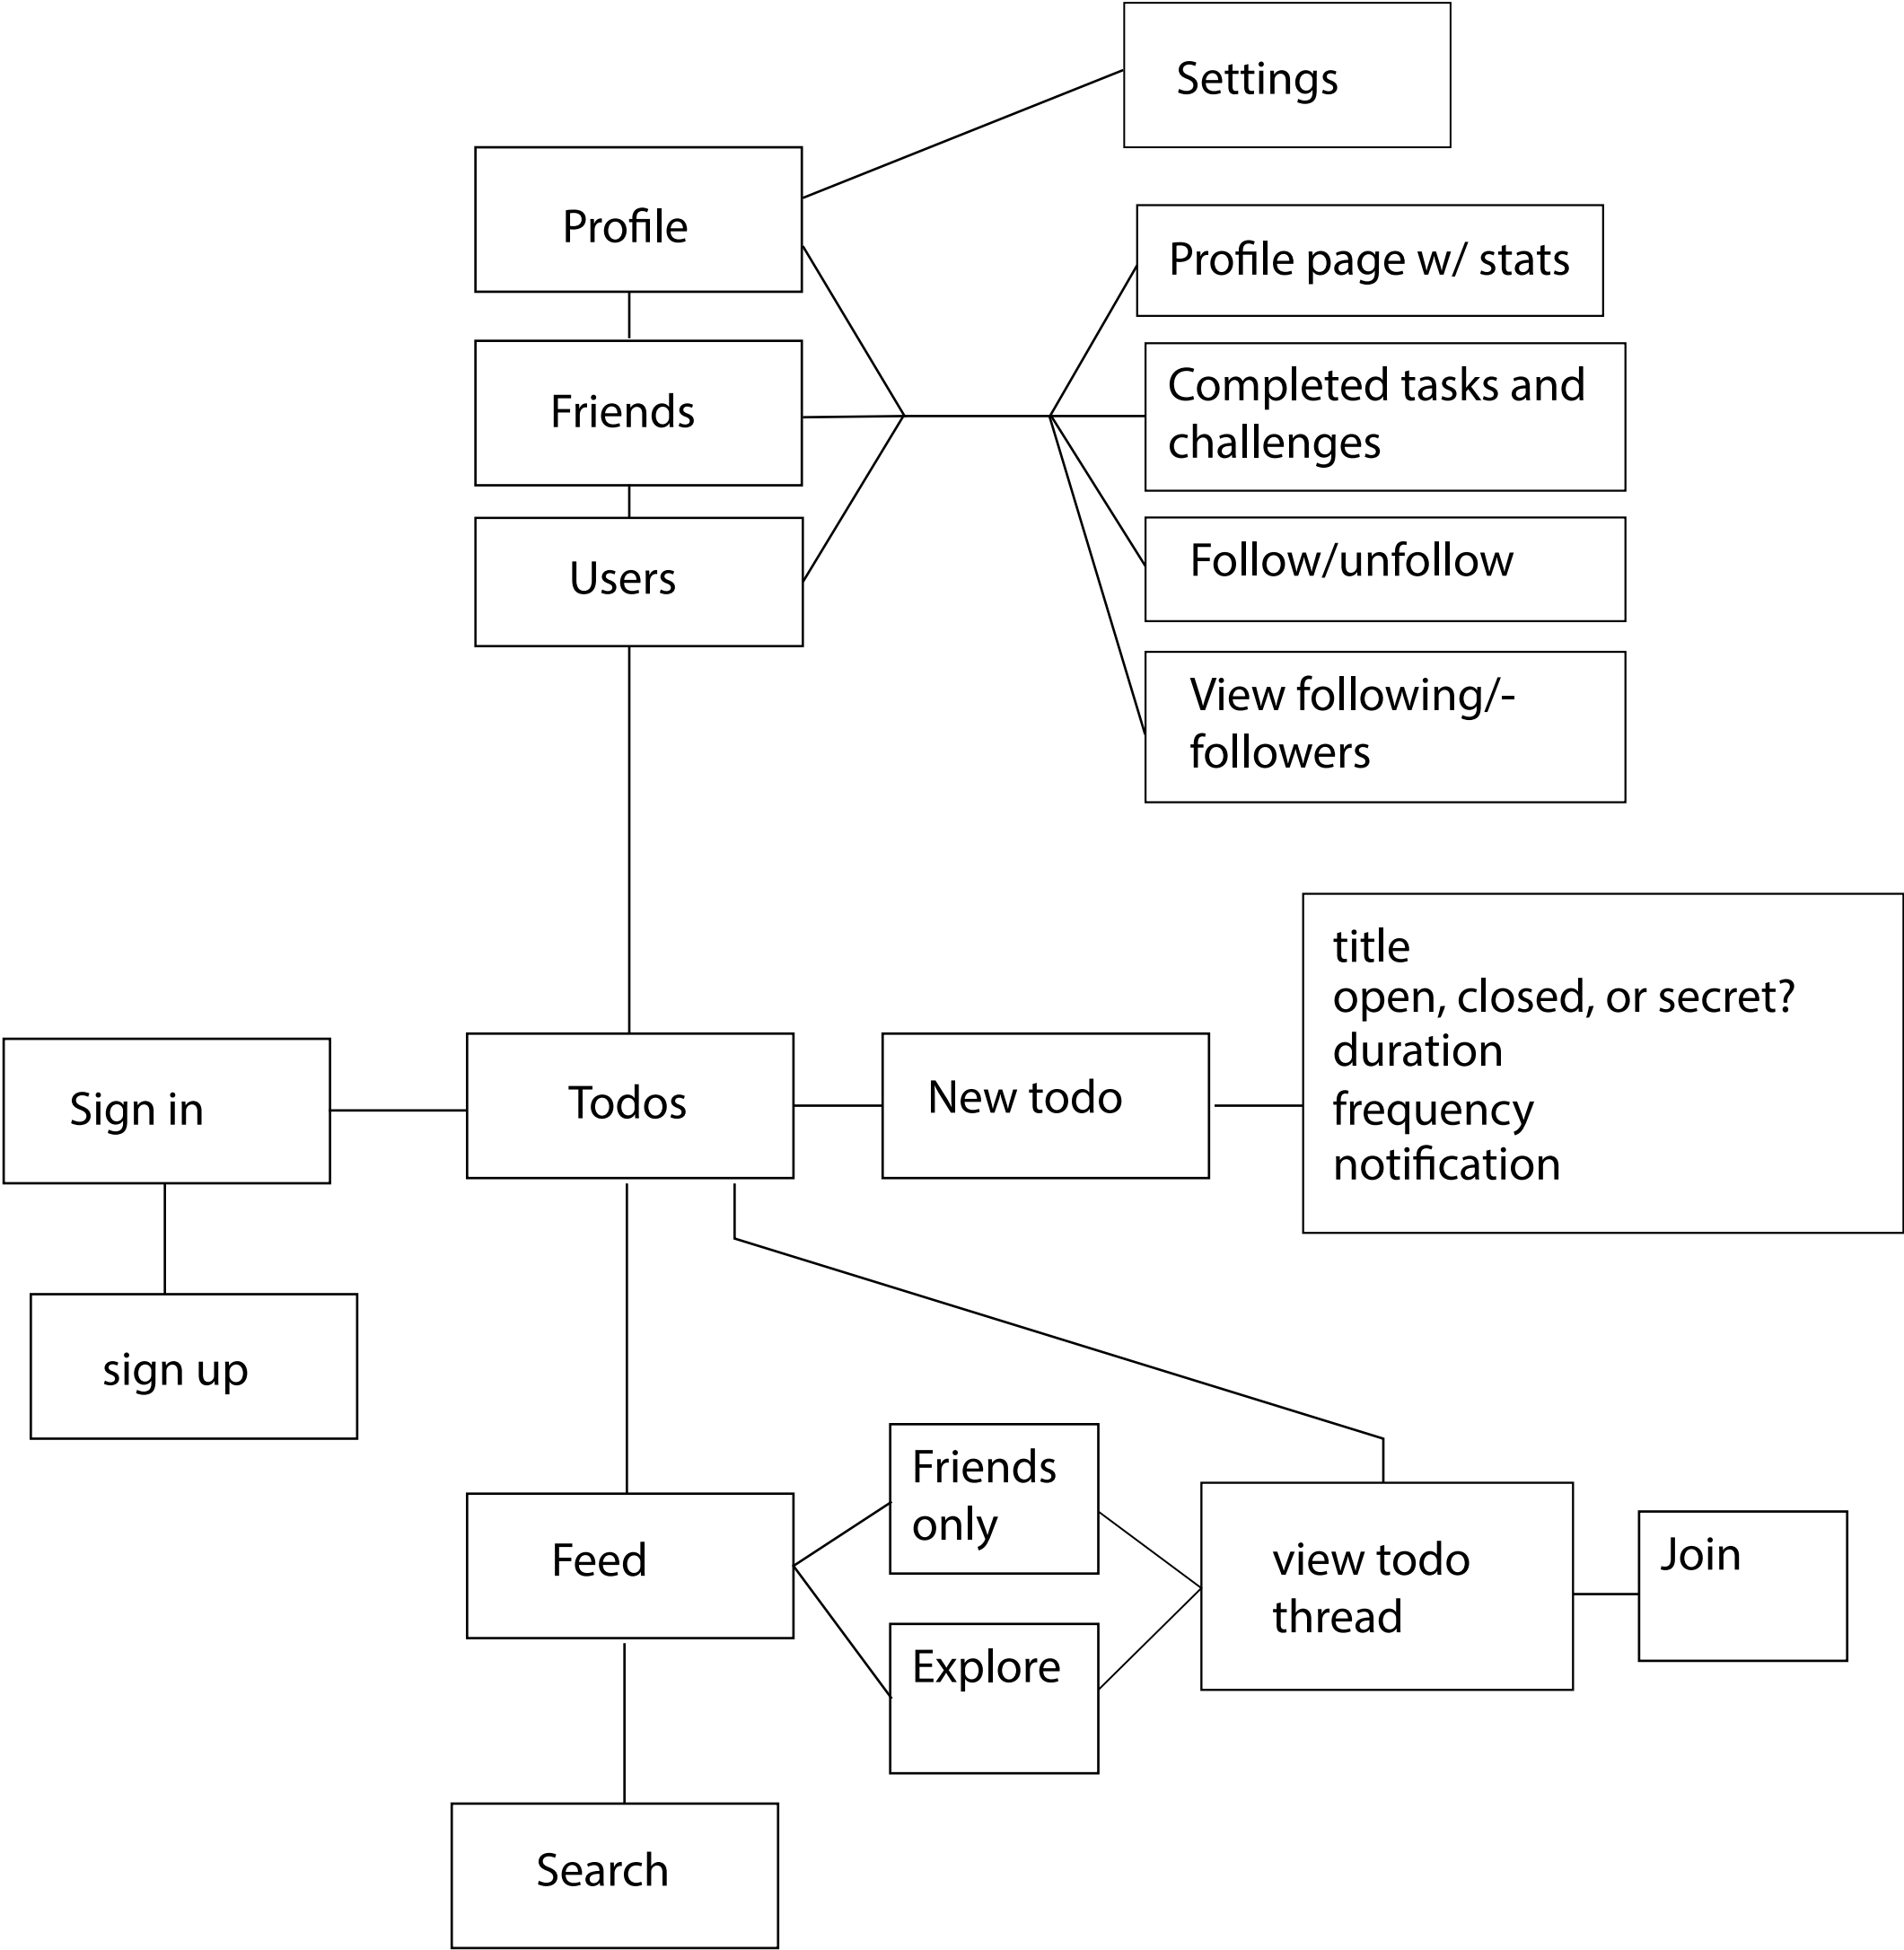 Settings
Profile
Profile page w/ stats
Completed tasks and
challenges
Friends
Follow/unfollow
Users
View following/-
followers
title
open, closed, or secret?
duration
frequency
notification
Sign in
Todos
New todo
sign up
Friends
only
Feed
view todo
thread
Join
Explore
Search